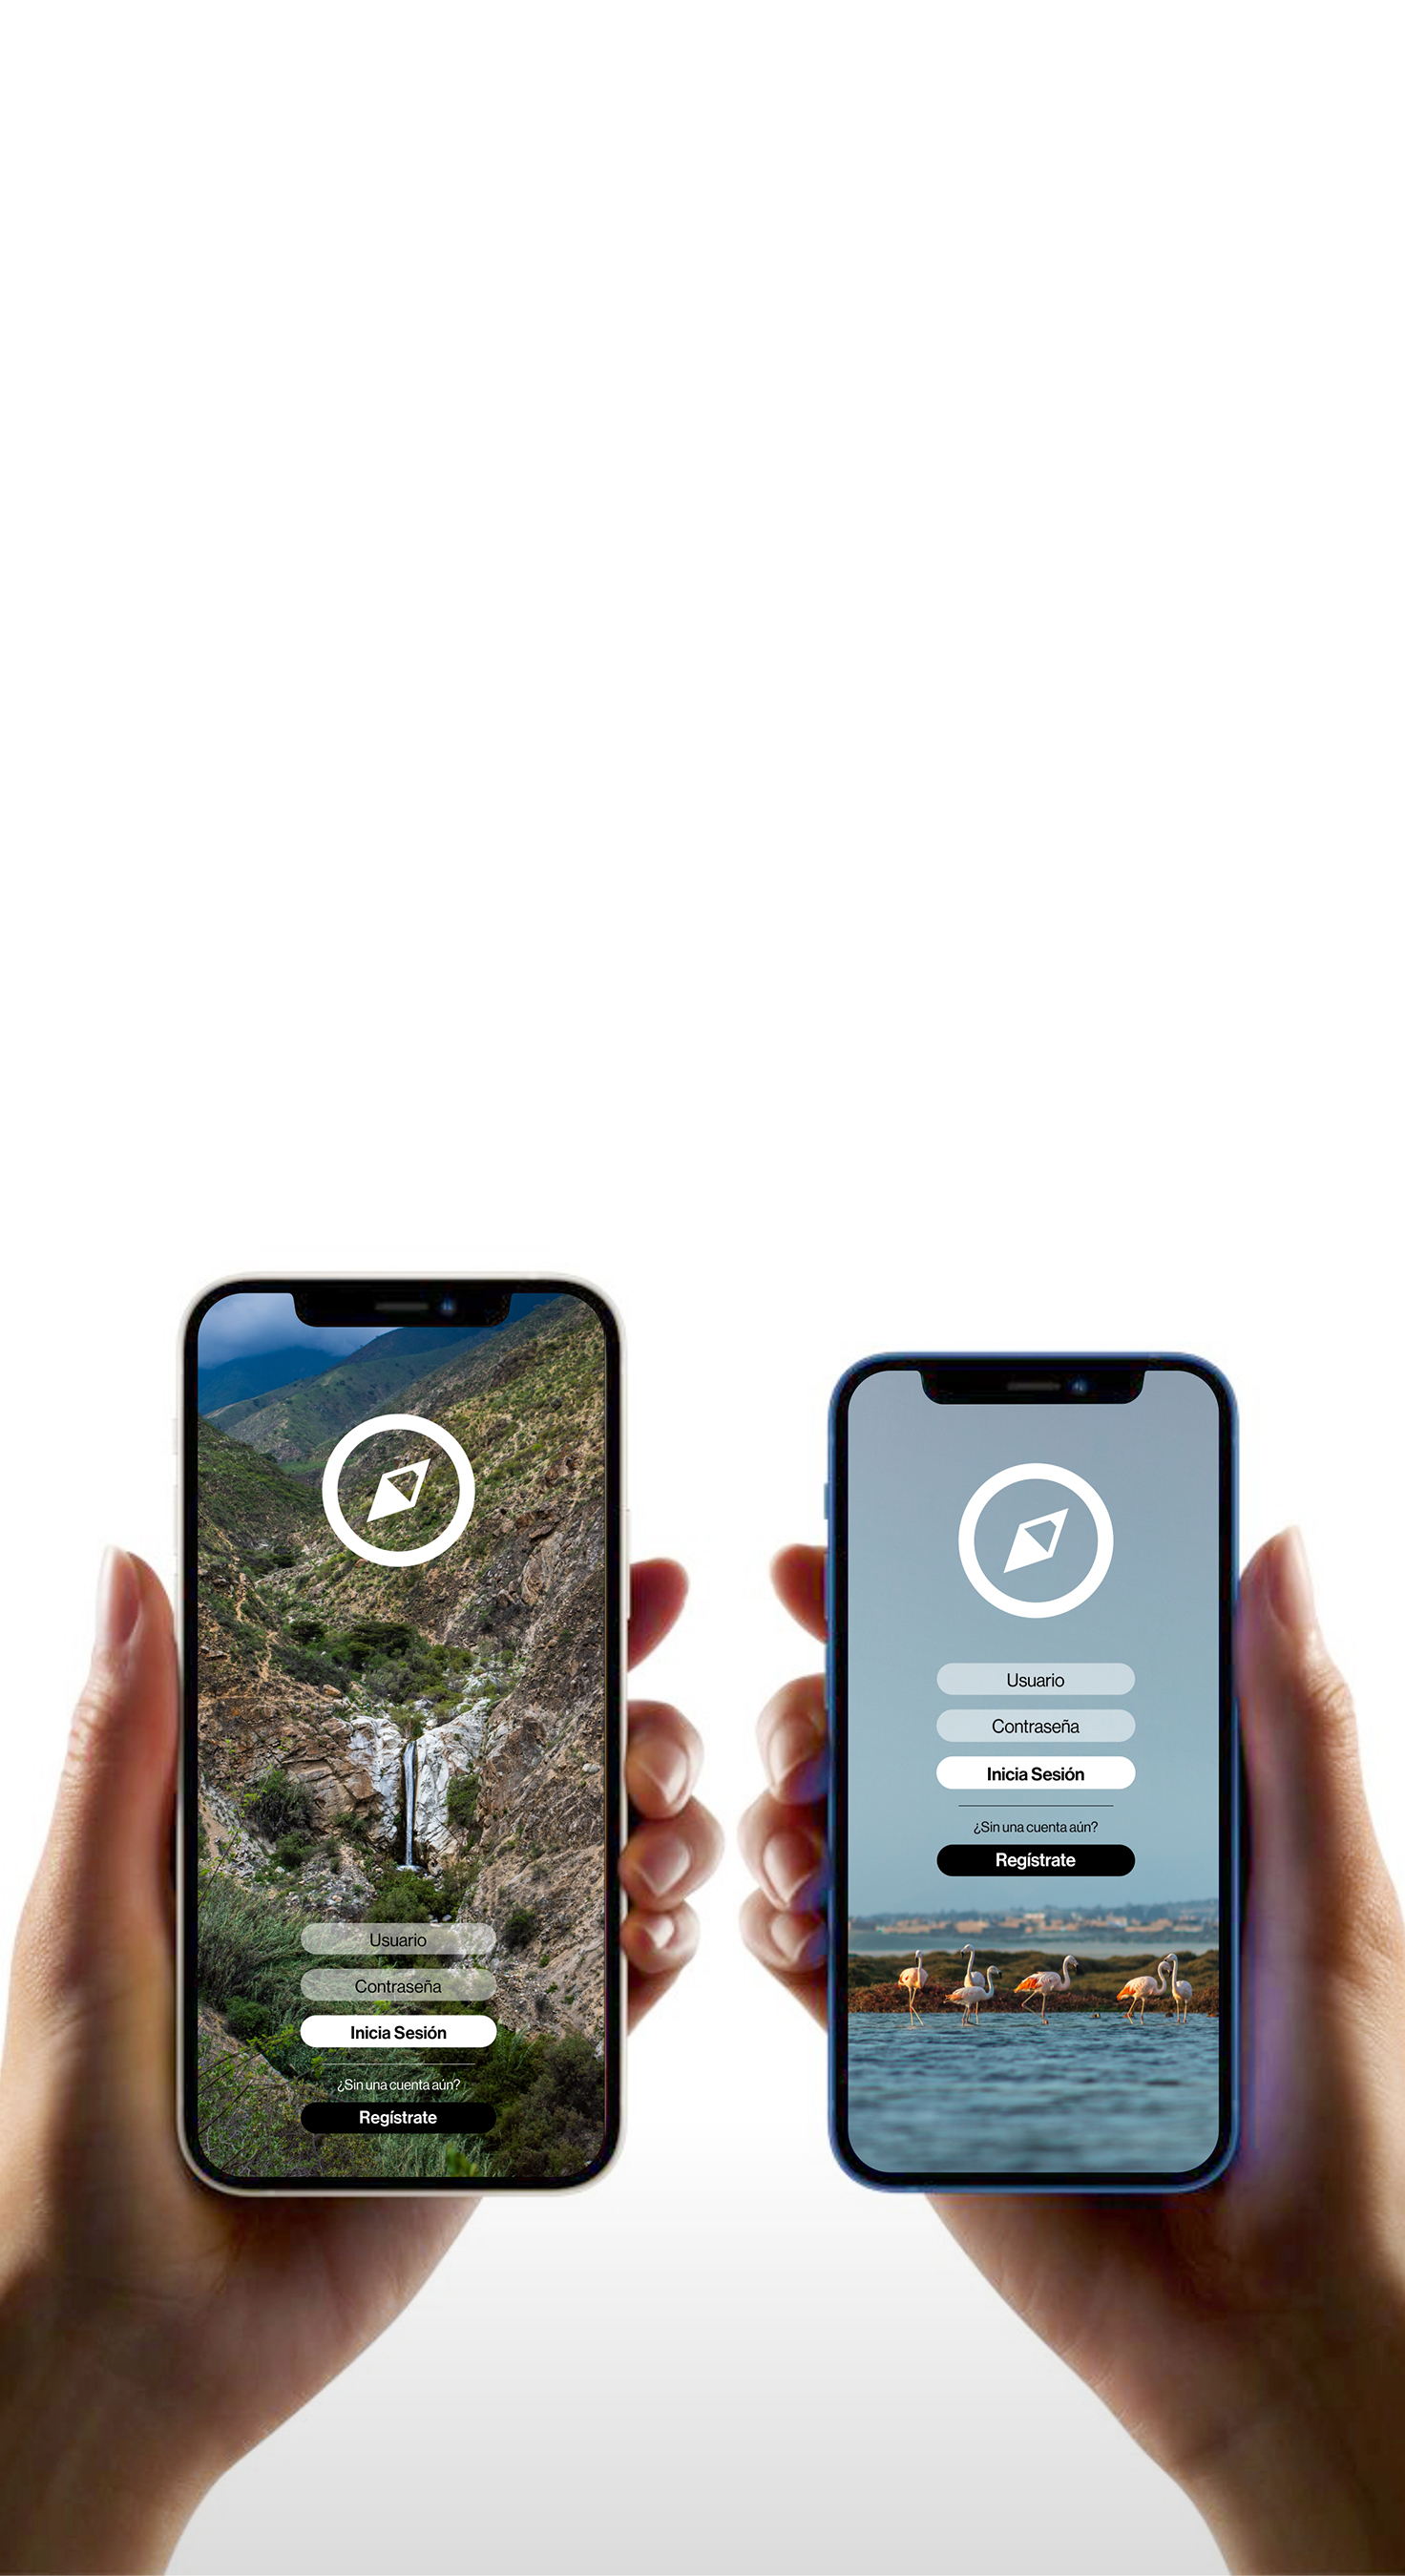 Usuario
Contraseña
Inicia Sesión
¿Sin una cuenta aún?
Regístrate
Usuario
Contraseña
Inicia Sesión
¿Sin una cuenta aún?
Regístrate